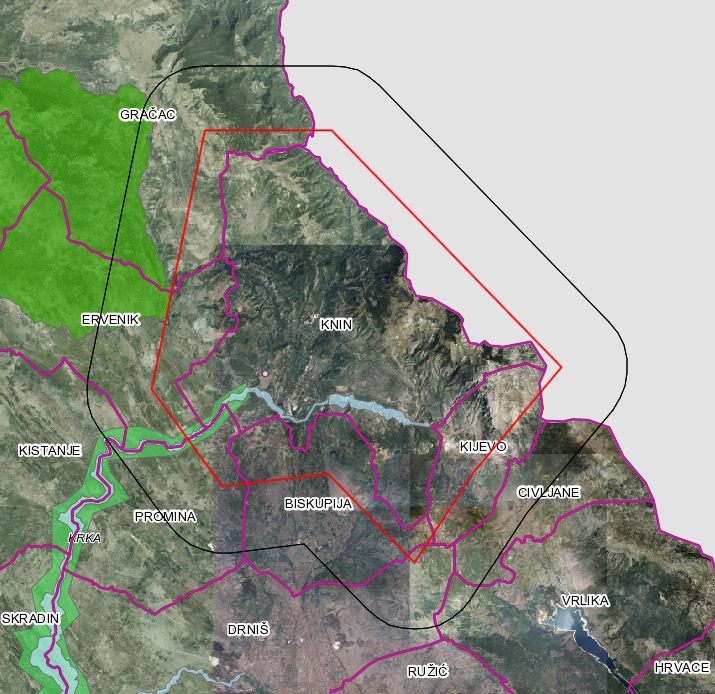 GRAČAC
ERVENIK
KNIN
KISTANJE
KIJEVO
CIVLJANE
BISKUPIJA
PROMINA
KRKA
VRLIKA
SKRADIN
DRNIŠ
HRVACE
RUŽIĆ